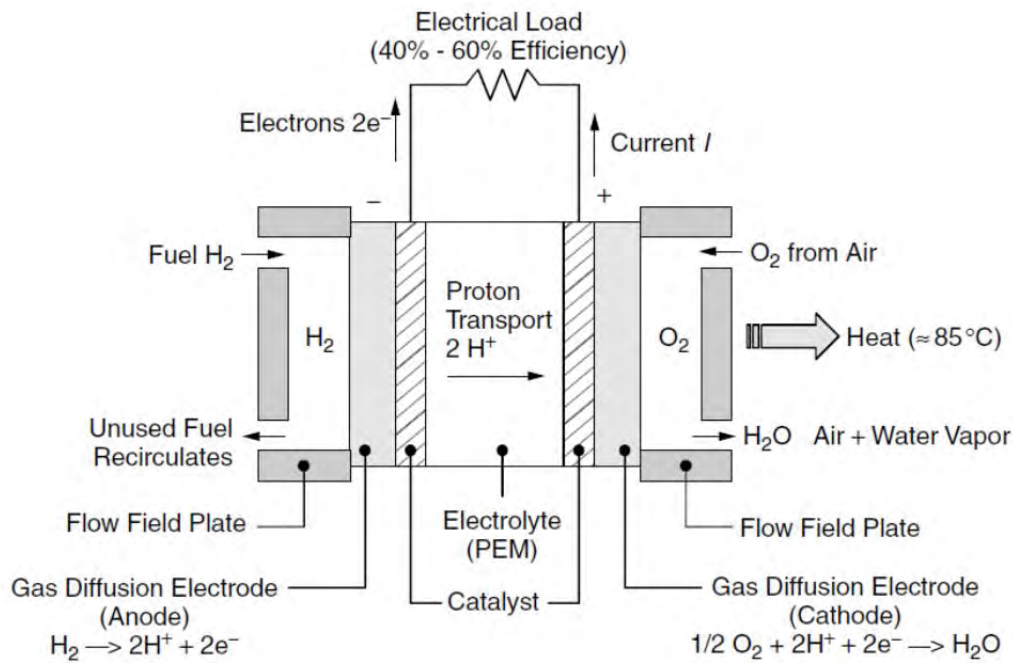 Electrical Load
(40% - 60% Efficiency)
Electrons 2e⁻
Current I
−
+
Fuel H₂
O₂ from Air
Proton
Transport
2 H⁺
H₂
O₂
Heat (≈ 85 °C)
Unused Fuel
Recirculates
H₂O Air + Water Vapor
Flow Field Plate
Electrolyte
(PEM)
Flow Field Plate
Gas Diffusion Electrode
(Anode)
H₂ —> 2H⁺ + 2e⁻
Catalyst
Gas Diffusion Electrode
(Cathode)
1/2 O₂ + 2H⁺ + 2e⁻ —> H₂O